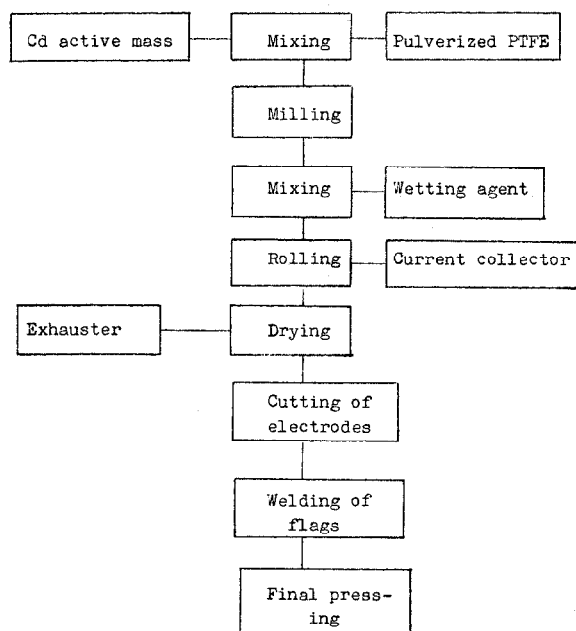 Cd active mass
Mixing
Pulverized PTFE
Milling
Mixing
Wetting agent
Rolling
Current collector
Exhauster
Drying
Cutting of
electrodes
Welding of
flags
Final press-
ing